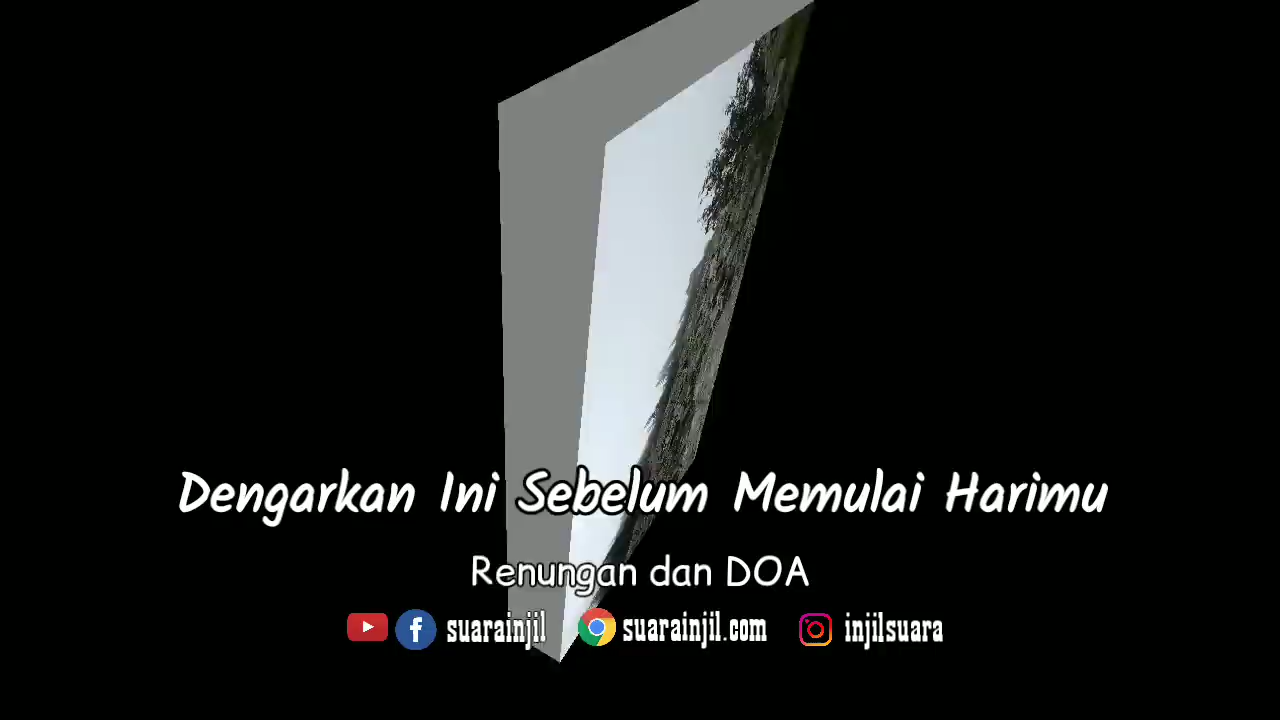 Dengarkan Ini Sebelum Memulai Harimu
Renungan dan DOA
suarainjil suarainjil.com injilsuara